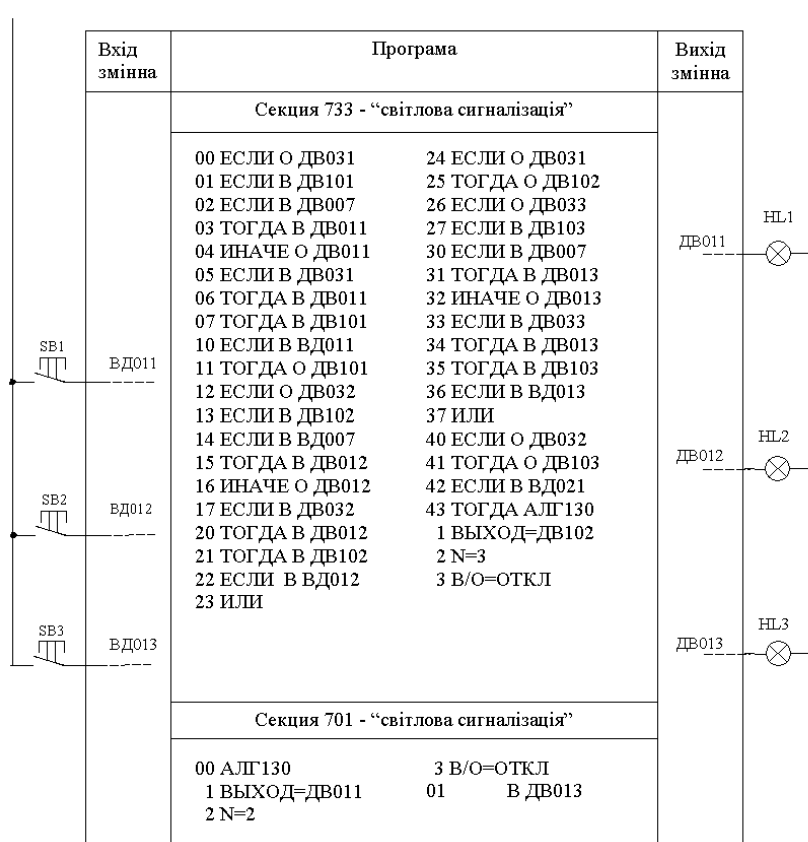 Вхід змінна
Програма
Вихід змінна
Секция 733 - “світлова сигналізація”
00 ЕСЛИ О ДВ031
01 ЕСЛИ В ДВ101
02 ЕСЛИ В ДВ007
03 ТОГДА В ДВ011
04 ИНАЧЕ О ДВ011
05 ЕСЛИ В ДВ031
06 ТОГДА В ДВ011
07 ТОГДА В ДВ101
10 ЕСЛИ В ВД011
11 ТОГДА О ДВ101
12 ЕСЛИ О ДВ032
13 ЕСЛИ В ДВ102
14 ЕСЛИ В ВД007
15 ТОГДА В ДВ012
16 ИНАЧЕ О ДВ012
17 ЕСЛИ В ДВ032
20 ТОГДА В ДВ012
21 ТОГДА В ДВ102
22 ЕСЛИ В ВД012
23 ИЛИ
24 ЕСЛИ О ДВ031
25 ТОГДА О ДВ102
26 ЕСЛИ О ДВ033
27 ЕСЛИ В ДВ103
30 ЕСЛИ В ДВ007
31 ТОГДА В ДВ013
32 ИНАЧЕ О ДВ013
33 ЕСЛИ В ДВ033
34 ТОГДА В ДВ013
35 ТОГДА В ДВ103
36 ЕСЛИ В ВД013
37 ИЛИ
40 ЕСЛИ О ДВ032
41 ТОГДА О ДВ103
42 ЕСЛИ В ВД021
43 ТОГДА АЛГ130
1 ВЫХОД=ДВ102
2 N=3
3 В/О=ОТКЛ
SB1
ВД011
SB2
ВД012
SB3
ВД013
ДВ011
HL1
ДВ012
HL2
ДВ013
HL3
Секция 701 - “світлова сигналізація”
00 АЛГ130
1 ВЫХОД=ДВ011
2 N=2
3 В/О=ОТКЛ
01 В ДВ013